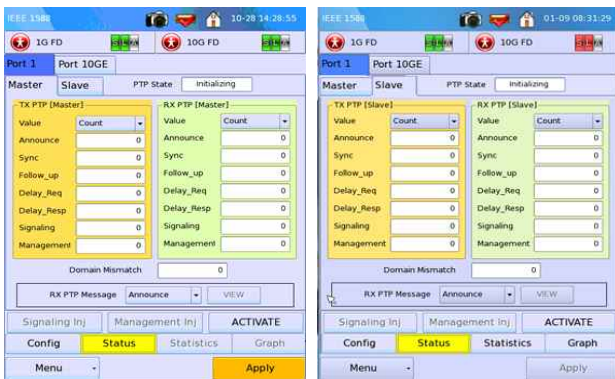 IEEE 1588
10-28 14:28:55
1G FD
SLA
10G FD
SLA
Port 1
Port 10GE
Master
Slave
PTP State
Initializing
TX PTP [Master]
Value
Count
Announce
0
Sync
0
Follow_up
0
Delay_Req
0
Delay_Resp
0
Signaling
0
Management
0
RX PTP [Master]
Value
Count
Announce
0
Sync
0
Follow_up
0
Delay_Req
0
Delay_Resp
0
Signaling
0
Management
0
Domain Mismatch
0
RX PTP Message
Announce
VIEW
Signaling Inj
Management Inj
ACTIVATE
Config
Status
Statistics
Graph
Menu
Apply
IEEE 1588
01-09 08:31:29
1G FD
SLA
10G FD
SLA
Port 1
Port 10GE
Master
Slave
PTP State
Initializing
TX PTP [Slave]
Value
Count
Announce
0
Sync
0
Follow_up
0
Delay_Req
0
Delay_Resp
0
Signaling
0
Management
0
RX PTP [Slave]
Value
Count
Announce
0
Sync
0
Follow_up
0
Delay_Req
0
Delay_Resp
0
Signaling
0
Management
0
Domain Mismatch
0
RX PTP Message
Announce
VIEW
Signaling Inj
Management Inj
ACTIVATE
Config
Status
Statistics
Graph
Menu
Apply